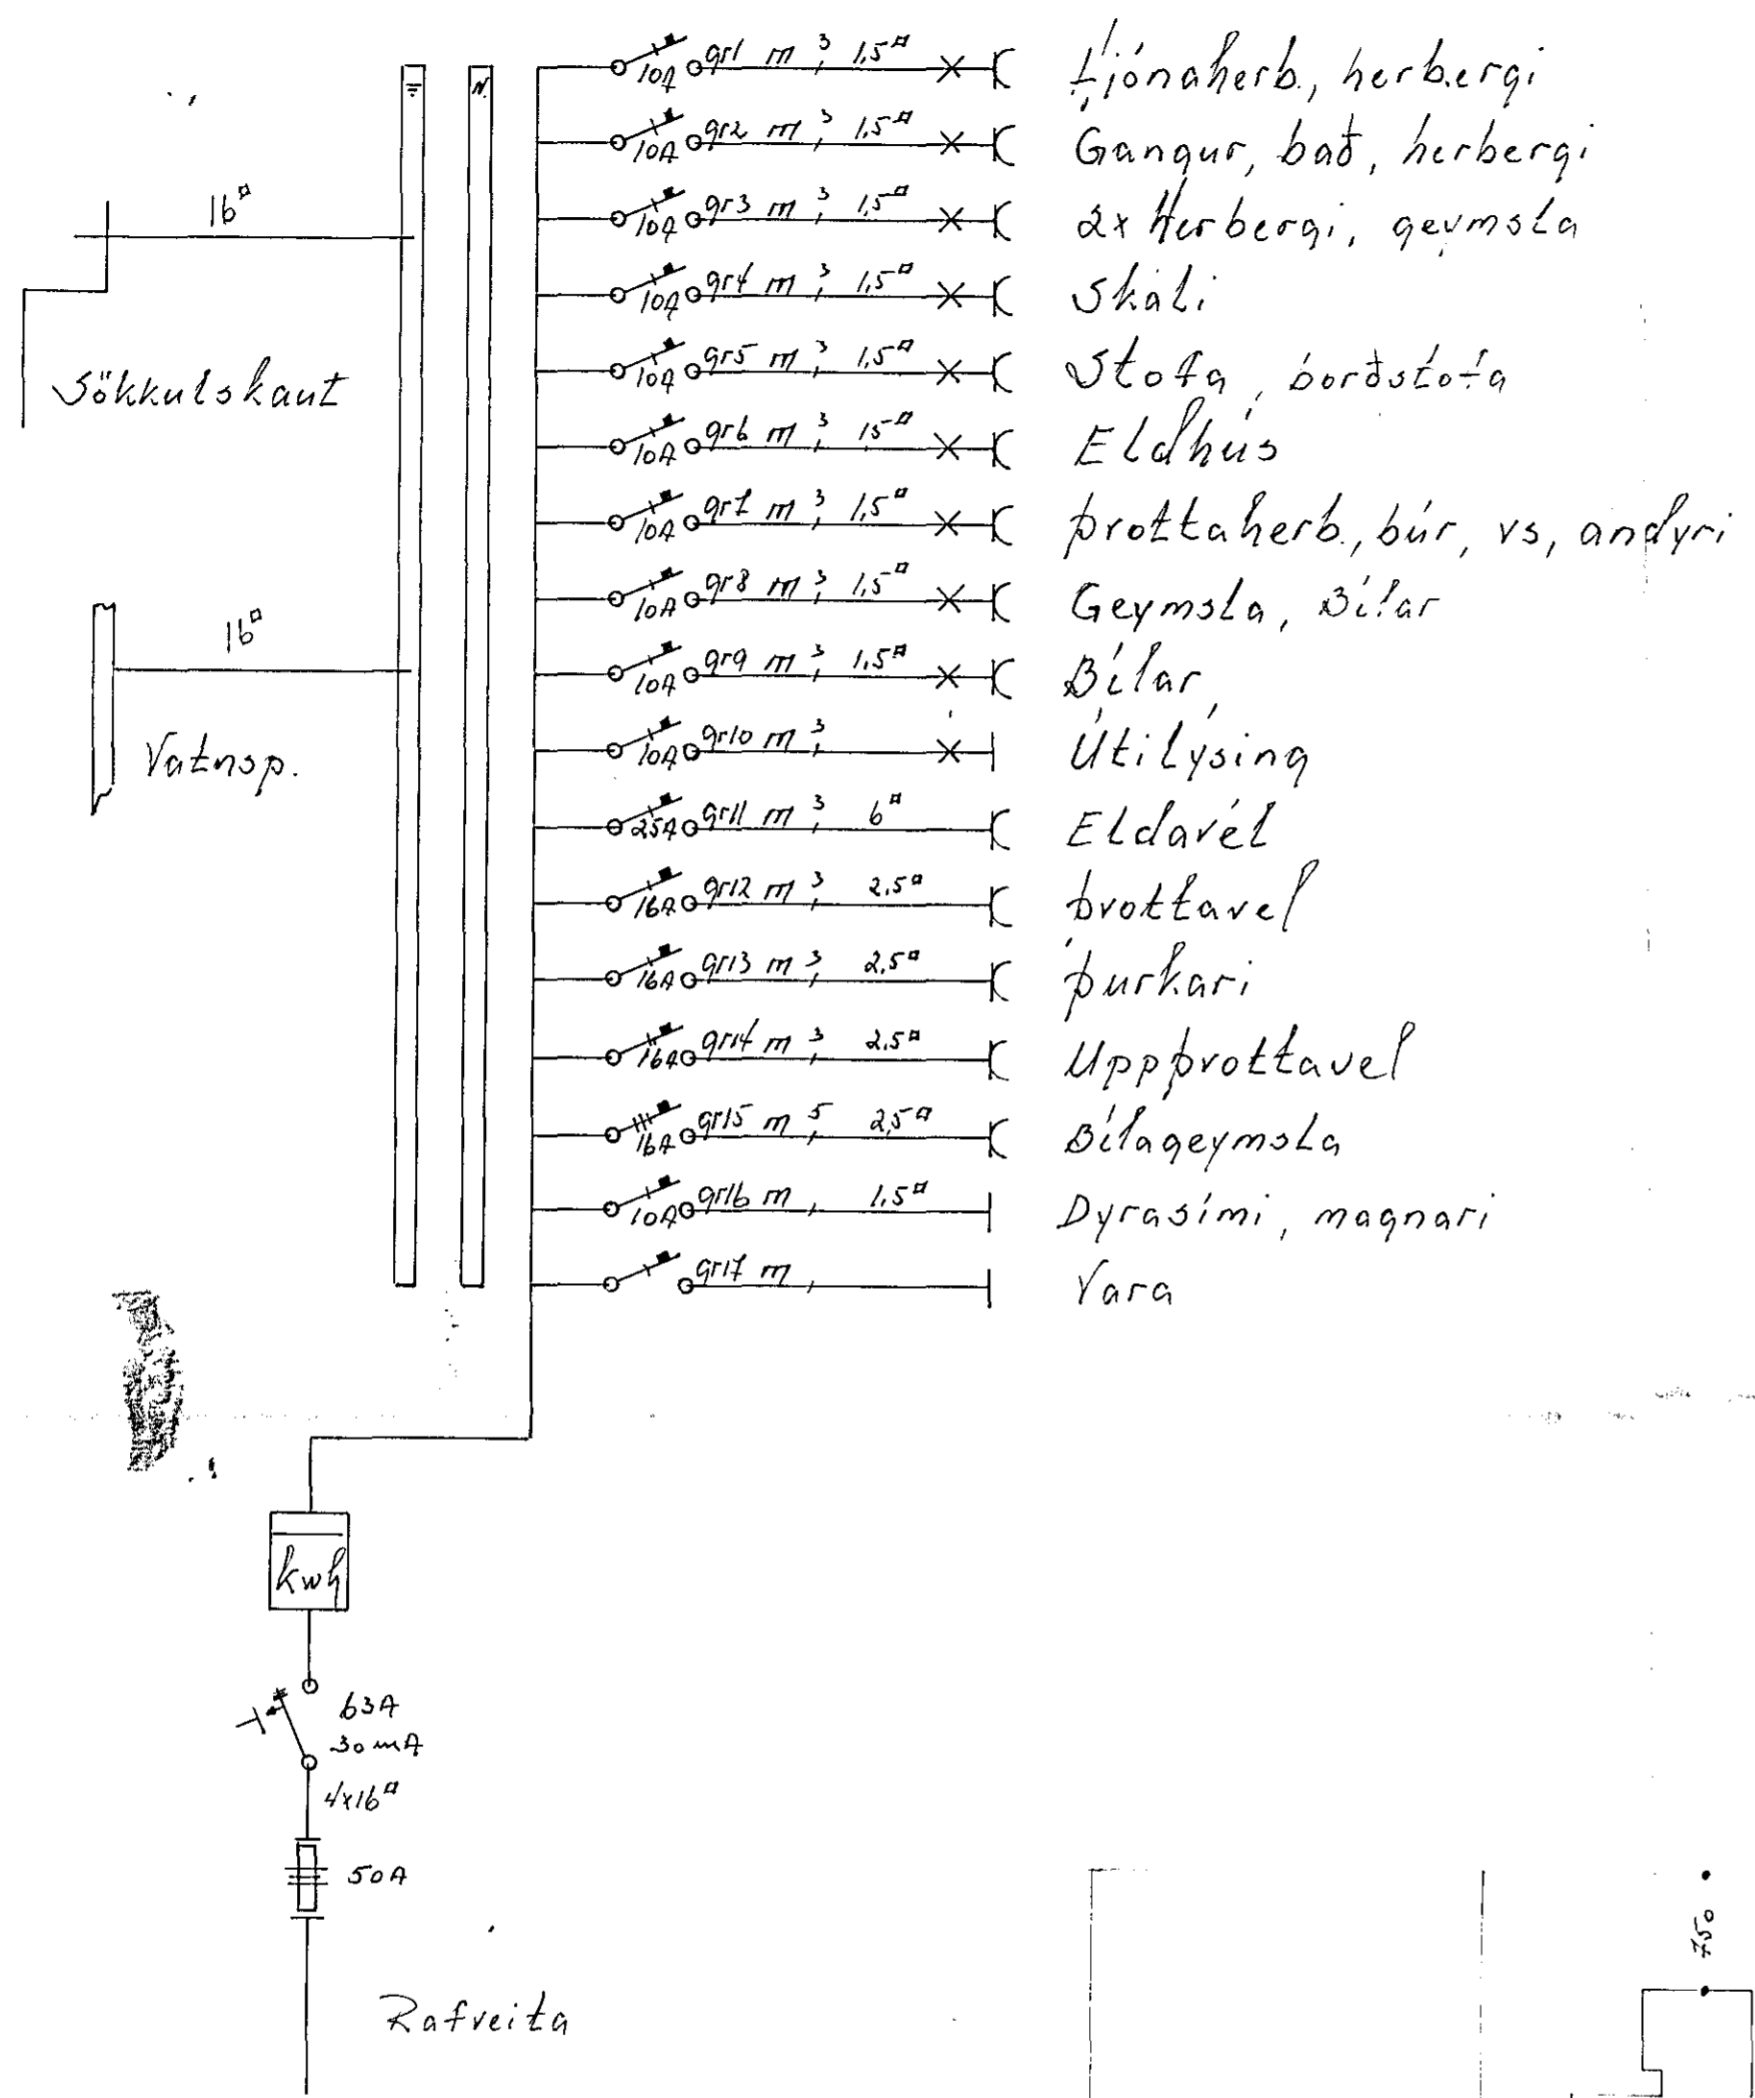 10A gr1 m 3 1,5¤ Hjónaherb., herbergi
10A gr2 m 3 1,5¤ Gangur, bað, herbergi
10A gr3 m 3 1,5¤ 2x Herbergi, geymsla
10A gr4 m 3 1,5¤ Skáli
10A gr5 m 3 1,5¤ Stofa, borðstofa
10A gr6 m 3 1,5¤ Eldhús
10A gr7 m 3 1,5¤ þvottaherb., búr, vs, andyri
10A gr8 m 3 1,5¤ Geymsla, Bílar
10A gr9 m 3 1,5¤ Bílar
10A gr10 m 3 Útilýsing
25A gr11 m 3 6¤ Eldavél
16A gr12 m 3 2,5¤ þvottavel
16A gr13 m 3 2,5¤ þurkari
16A gr14 m 3 2,5¤ Uppþvottavel
16A gr15 m 5 2,5¤ Bílageymsla
10A gr16 m 1,5¤ Dyrasími, magnari
gr17 m Vara
N
16¤
Sökkulskaut
16¤
Vatnsp.
kwh
63A
30mA
4x16¤
50A
Rafveita
750